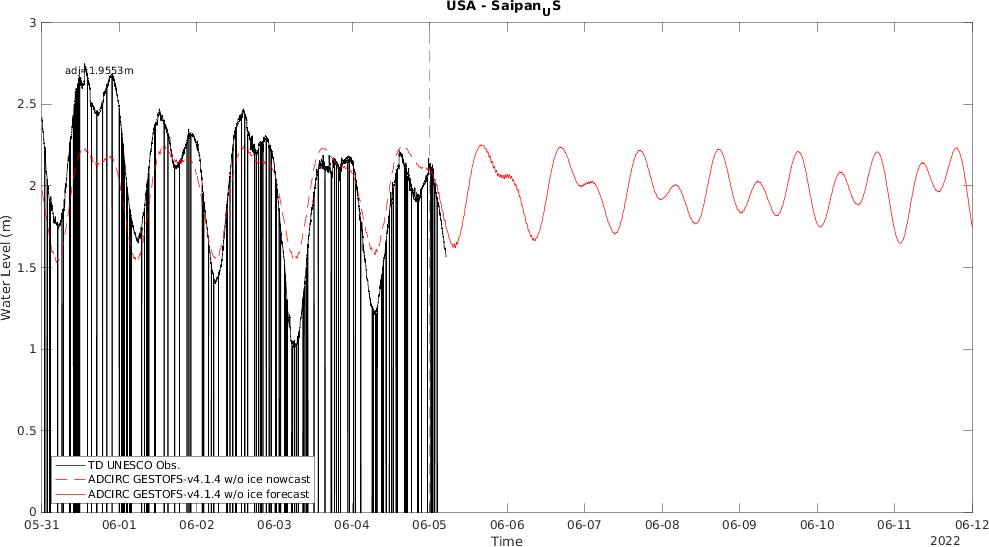 USA - SaipanUS
adj=1.9553m
3
2.5
2
1.5
1
0.5
0
Water Level (m)
TD UNESCO Obs.
ADCIRC GESTOFS-v4.1.4 w/o ice nowcast
ADCIRC GESTOFS-v4.1.4 w/o ice forecast
05-31 06-01 06-02 06-03 06-04 06-05 06-06 06-07 06-08 06-09 06-10 06-11 06-12
Time
2022